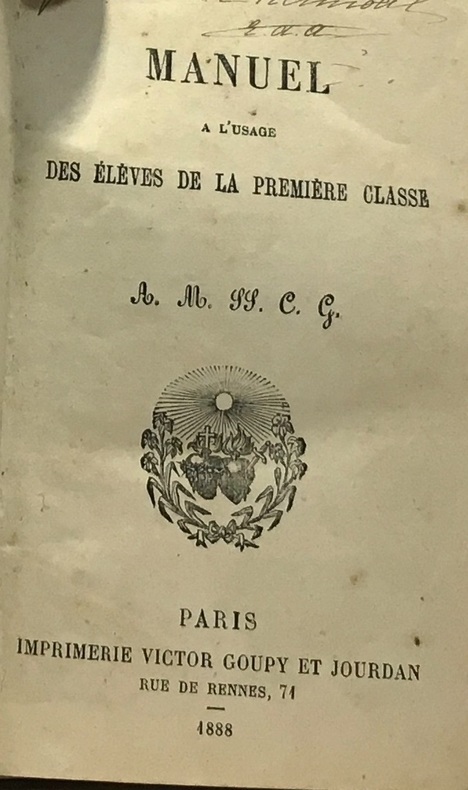 MANUEL
A L'USAGE
DES ÉLÈVES DE LA PREMIÈRE CLASSE
A. M. SS. C. G.
PARIS
IMPRIMERIE VICTOR GOUPY ET JOURDAN
RUE DE RENNES, 71
1888